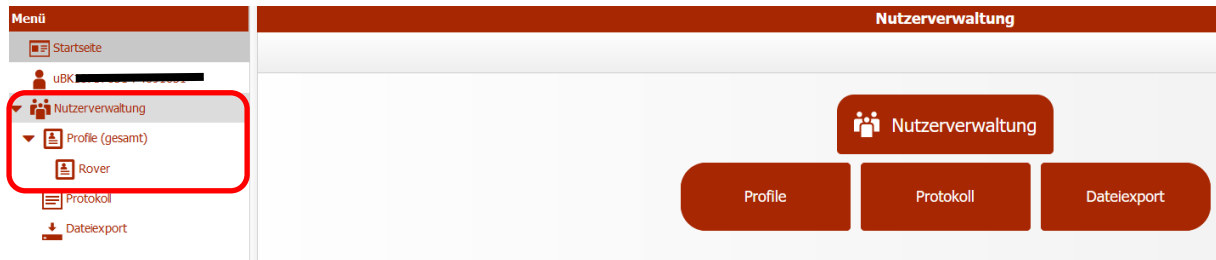 Menü
Startseite
uBK
Nutzerverwaltung
Profile (gesamt)
Rover
Protokoll
Dateiexport
Nutzerverwaltung
Nutzerverwaltung
Profile Protokoll Dateiexport